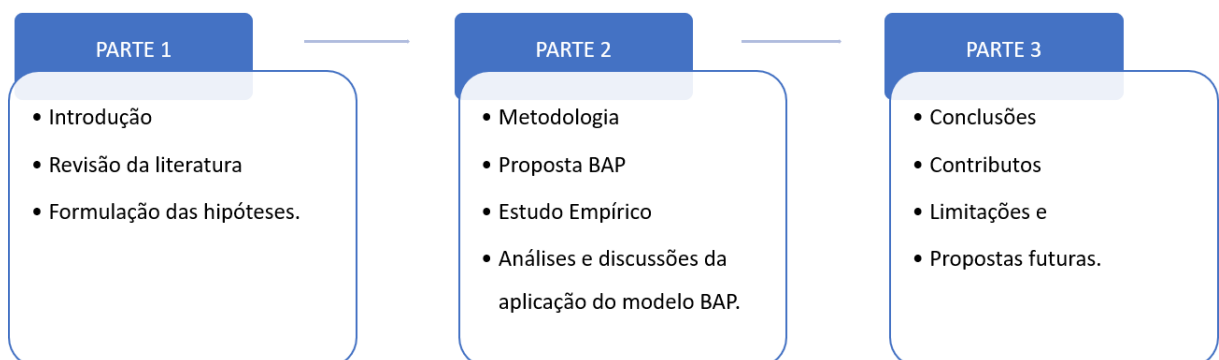 PARTE 1
• Introdução
• Revisão da literatura
• Formulação das hipóteses.
PARTE 2
• Metodologia
• Proposta BAP
• Estudo Empírico
• Análises e discussões da
aplicação do modelo BAP.
PARTE 3
• Conclusões
• Contributos
• Limitações e
• Propostas futuras.